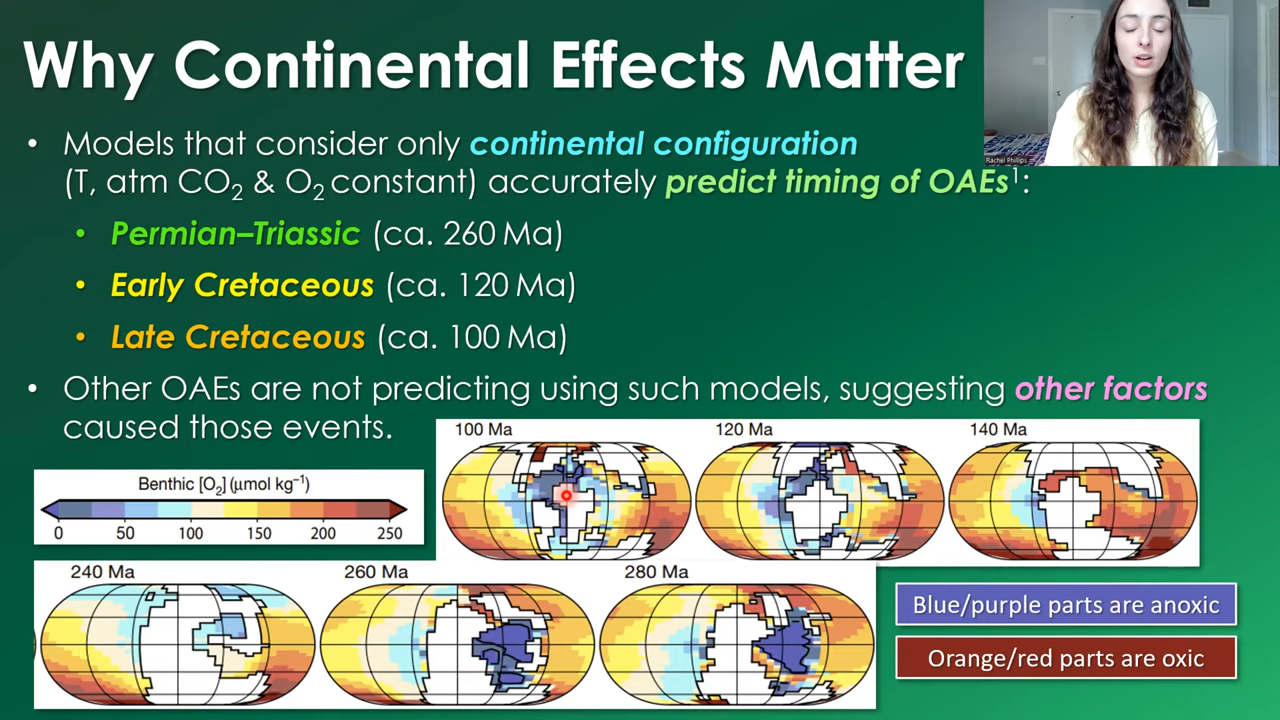 Why Continental Effects Matter
Rachel Phillips
• Models that consider only continental configuration
(T, atm CO₂ & O₂ constant) accurately predict timing of OAEs¹:
• Permian–Triassic (ca. 260 Ma)
• Early Cretaceous (ca. 120 Ma)
• Late Cretaceous (ca. 100 Ma)
• Other OAEs are not predicting using such models, suggesting other factors
caused those events.
100 Ma
120 Ma
140 Ma
Benthic [O₂] (μmol kg⁻¹)
0 50 100 150 200 250
240 Ma
260 Ma
280 Ma
Blue/purple parts are anoxic
Orange/red parts are oxic